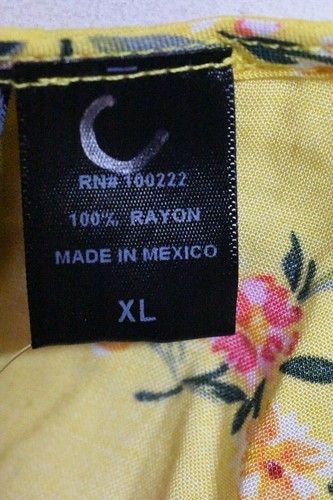 RN# 100222
100% RAYON
MADE IN MEXICO
XL